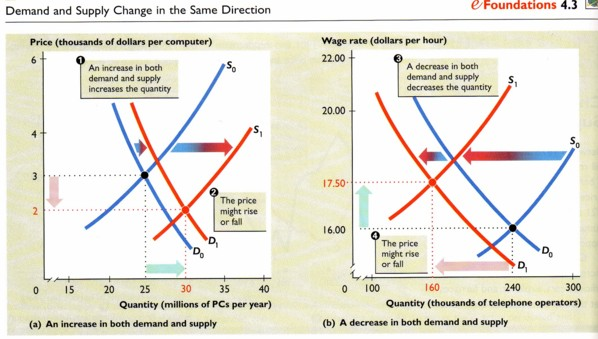 Demand and Supply Change in the Same Direction
eFoundations 4.3
Price (thousands of dollars per computer)
6
4
3
2
0
15
20
25
30
35
40
1
An increase in both
demand and supply
increases the quantity
S0
S1
2
The price
might rise
or fall
D1
D0
Quantity (millions of PCs per year)
(a) An increase in both demand and supply
Wage rate (dollars per hour)
22.00
20.00
17.50
16.00
0
100
160
240
300
3
A decrease in both
demand and supply
decreases the quantity
S1
S0
4
The price
might rise
or fall
D0
D1
Quantity (thousands of telephone operators)
(b) A decrease in both demand and supply